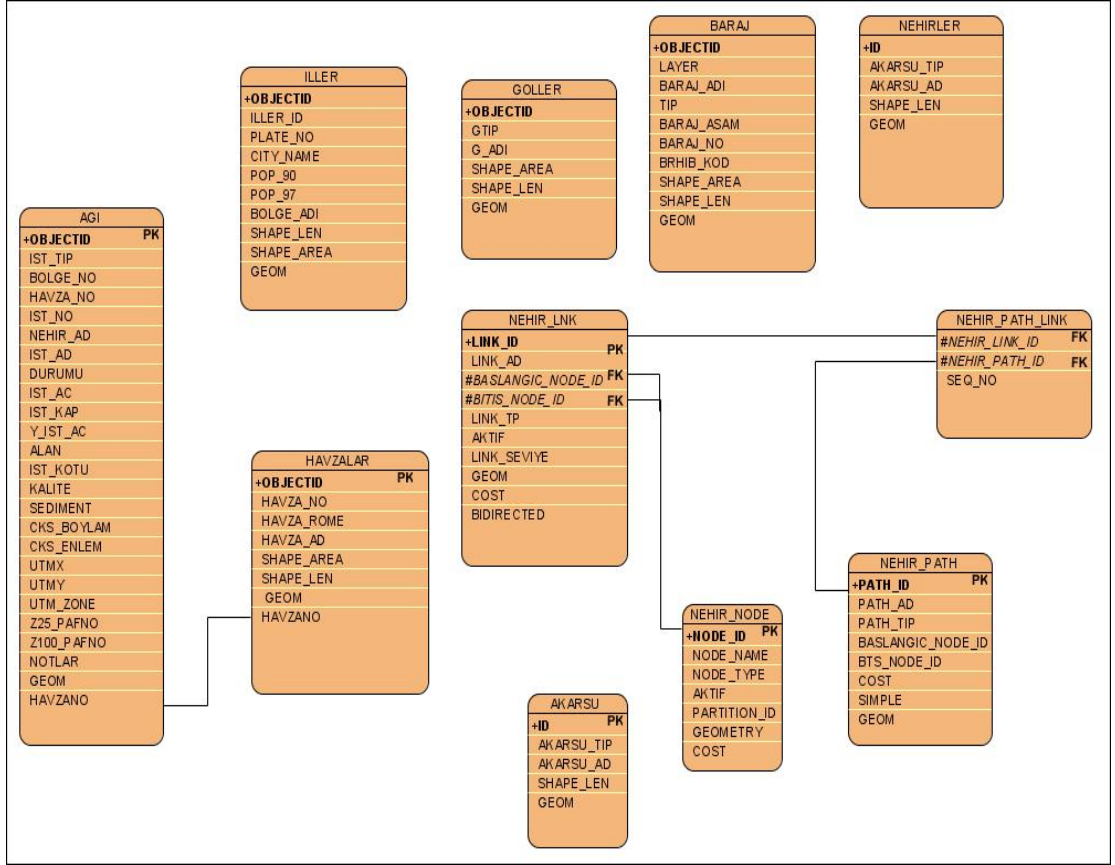 BARAJ
+OBJECTID
LAYER
BARAJ_ADI
TIP
BARAJ_ASAM
BARAJ_NO
BRHIB_KOD
SHAPE_AREA
SHAPE_LEN
GEOM
NEHIRLER
+ID
AKARSU_TIP
AKARSU_AD
SHAPE_LEN
GEOM
ILLER
+OBJECTID
ILLER_ID
PLATE_NO
CITY_NAME
POP_90
POP_97
BOLGE_ADI
SHAPE_LEN
SHAPE_AREA
GEOM
GOLLER
+OBJECTID
GTIP
G_ADI
SHAPE_AREA
SHAPE_LEN
GEOM
AGI
+OBJECTID PK
IST_TIP
BOLGE_NO
HAVZA_NO
IST_NO
NEHIR_AD
IST_AD
DURUMU
IST_AC
IST_KAP
Y_IST_AC
ALAN
IST_KOTU
KALITE
SEDIMENT
CKS_BOYLAM
CKS_ENLEM
UTMX
UTMY
UTM_ZONE
Z25_PAFNO
Z100_PAFNO
NOTLAR
GEOM
HAVZANO
NEHIR_LNK
+LINK_ID PK
LINK_AD
#BASLANGIC_NODE_ID FK
#BITIS_NODE_ID FK
LINK_TP
AKTIF
LINK_SEVIYE
GEOM
COST
BIDIRECTED
NEHIR_PATH_LINK
#NEHIR_LINK_ID FK
#NEHIR_PATH_ID FK
SEQ_NO
HAVZALAR
+OBJECTID PK
HAVZA_NO
HAVZA_ROME
HAVZA_AD
SHAPE_AREA
SHAPE_LEN
GEOM
HAVZANO
NEHIR_PATH
+PATH_ID PK
PATH_AD
PATH_TIP
BASLANGIC_NODE_ID
BTS_NODE_ID
COST
SIMPLE
GEOM
NEHIR_NODE
+NODE_ID PK
NODE_NAME
NODE_TYPE
AKTIF
PARTITION_ID
GEOMETRY
COST
AKARSU
+ID PK
AKARSU_TIP
AKARSU_AD
SHAPE_LEN
GEOM